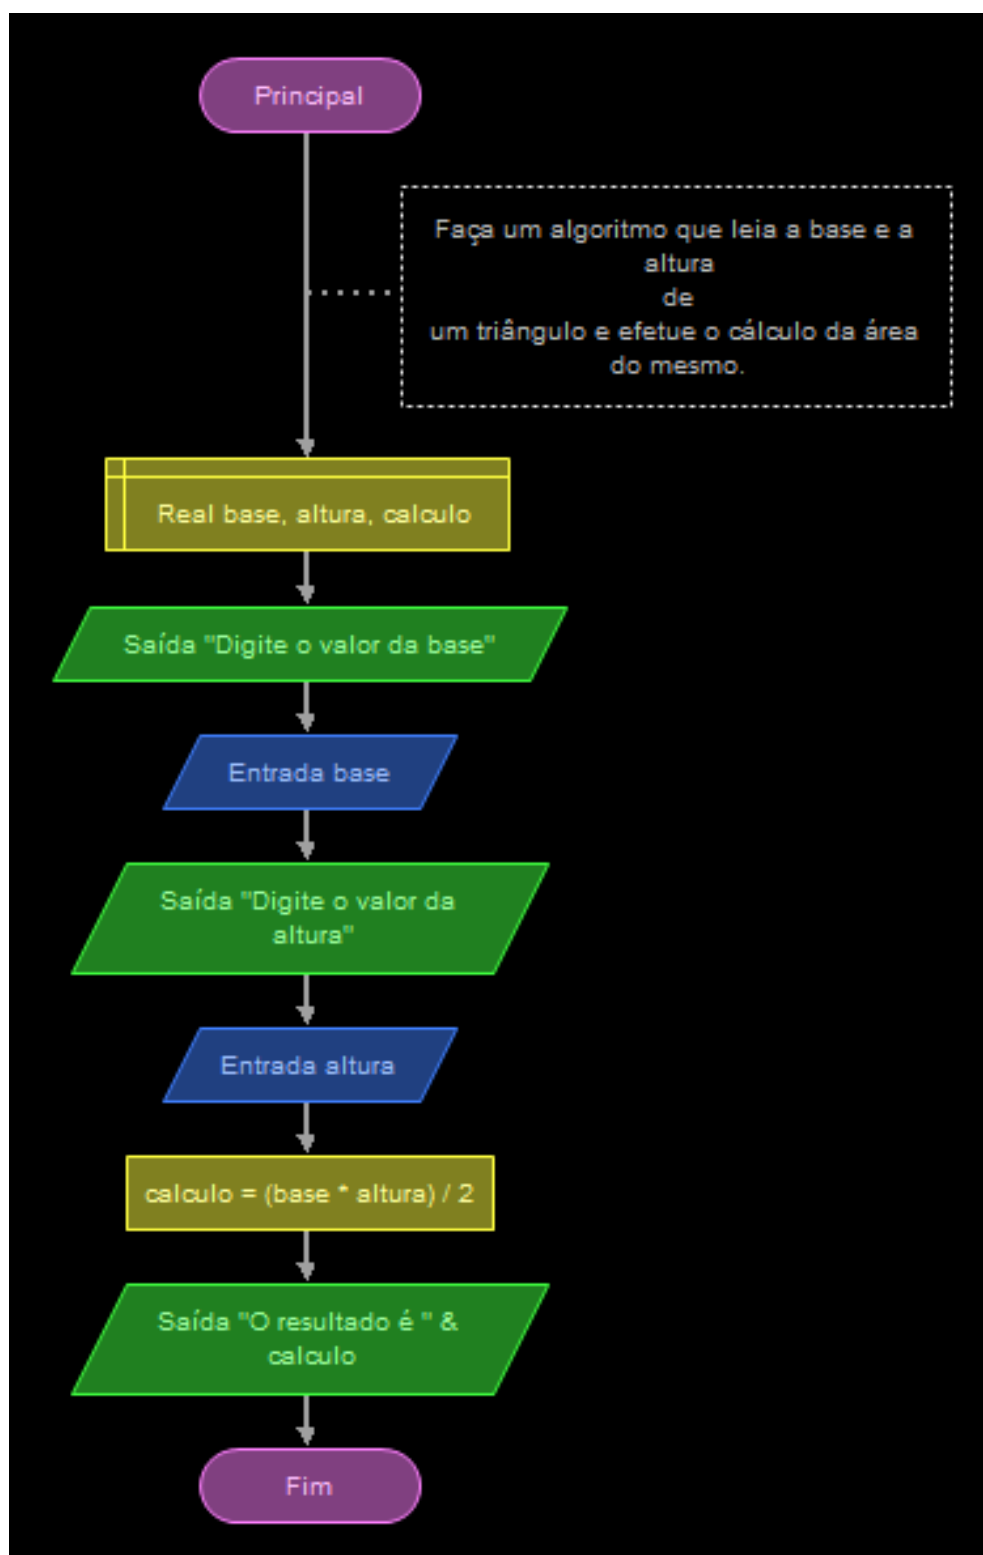 Principal
Faça um algoritmo que leia a base e a
altura
de
um triângulo e efetue o cálculo da área
do mesmo.
Real base, altura, calculo
Saída "Digite o valor da base"
Entrada base
Saída "Digite o valor da
altura"
Entrada altura
calculo = (base * altura) / 2
Saída "O resultado é " &
calculo
Fim